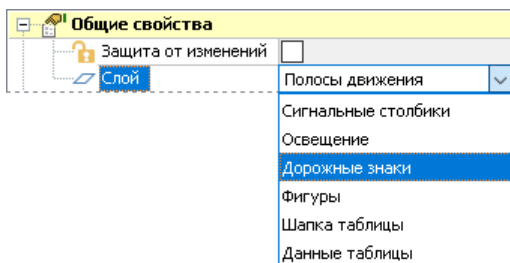 Общие свойства
Защита от изменений
Слой Полосы движения
Сигнальные столбики
Освещение
Дорожные знаки
Фигуры
Шапка таблицы
Данные таблицы